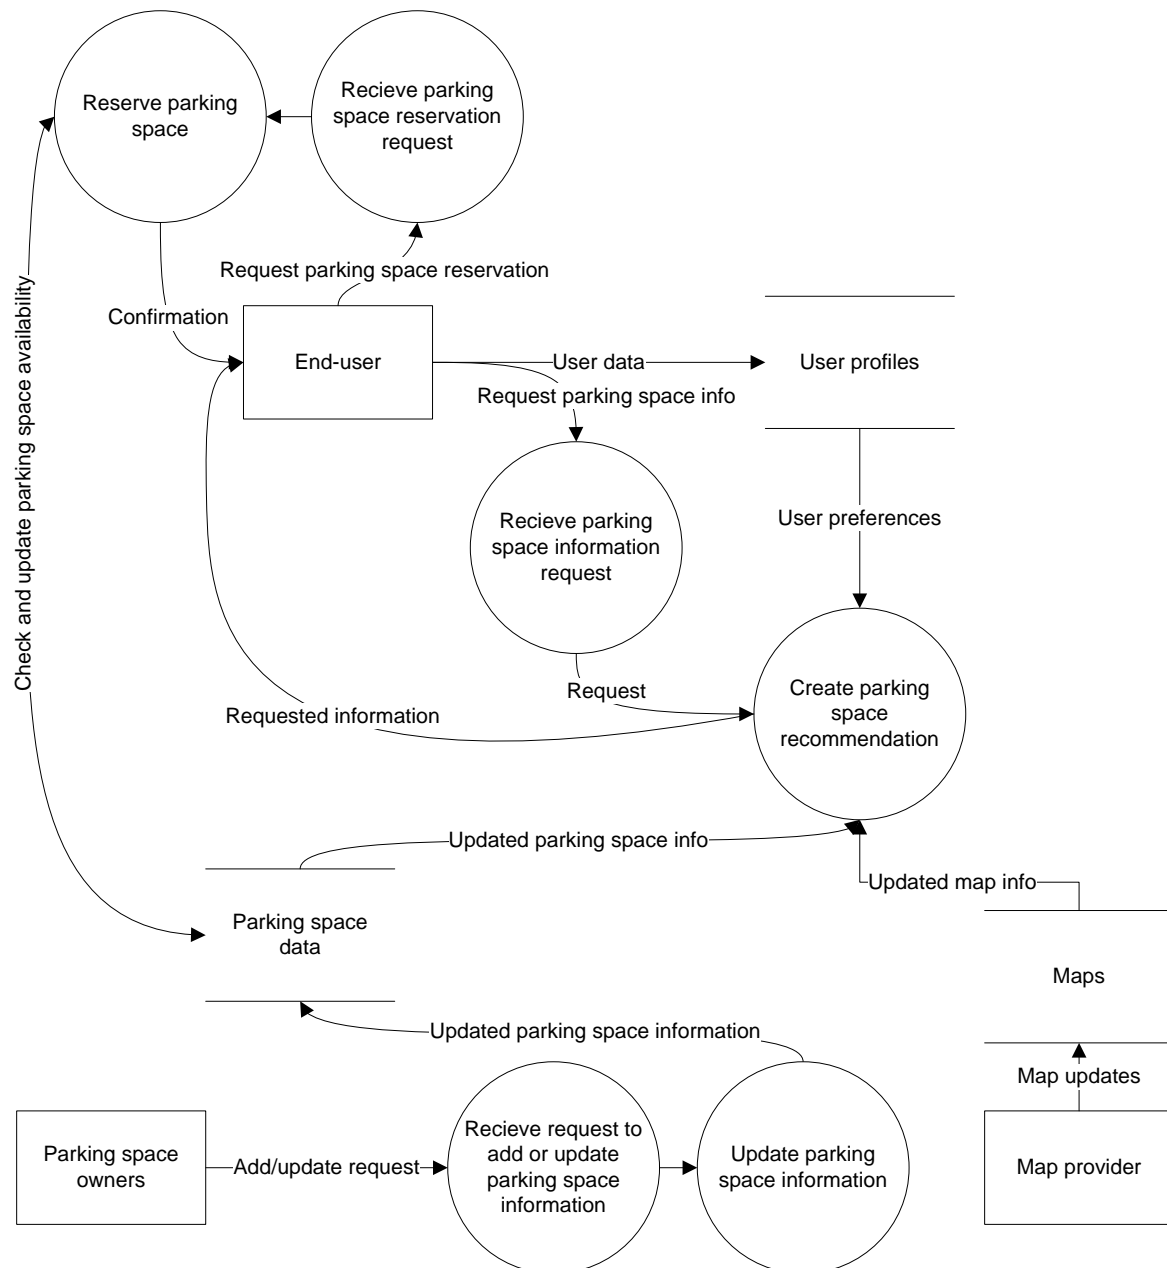 Reserve parking
space
Recieve parking
space reservation
request
Request parking space reservation
Confirmation
Check and update parking space availability
End-user
User data
Request parking space info
User profiles
Recieve parking
space information
request
User preferences
Request
Requested information
Create parking
space
recommendation
Updated parking space info
Updated map info
Parking space
data
Maps
Updated parking space information
Map updates
Parking space
owners
Add/update request
Recieve request to
add or update
parking space
information
Update parking
space information
Map provider